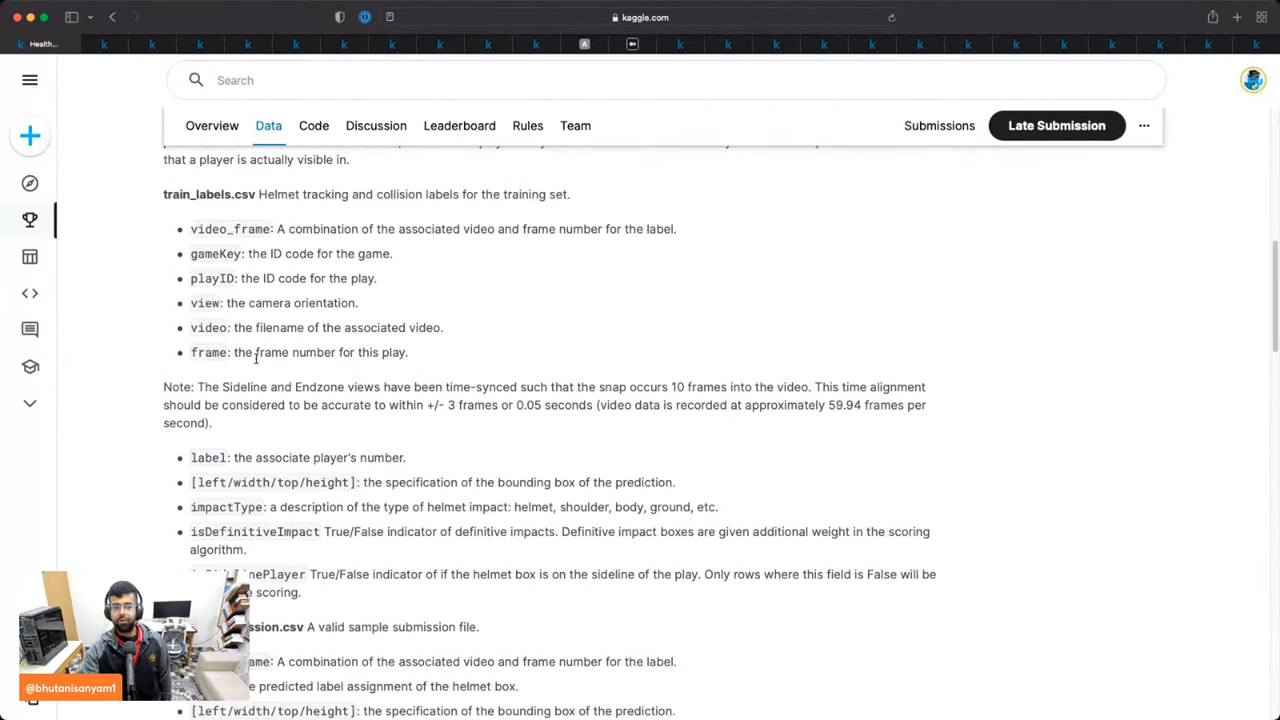 kaggle.com
Health...
Search
Overview Data Code Discussion Leaderboard Rules Team Submissions Late Submission
that a player is actually visible in.
train_labels.csv Helmet tracking and collision labels for the training set.
video_frame: A combination of the associated video and frame number for the label.
gameKey: the ID code for the game.
playID: the ID code for the play.
view: the camera orientation.
video: the filename of the associated video.
frame: the frame number for this play.
Note: The Sideline and Endzone views have been time-synced such that the snap occurs 10 frames into the video. This time alignment
should be considered to be accurate to within +/- 3 frames or 0.05 seconds (video data is recorded at approximately 59.94 frames per
second).
label: the associate player's number.
[left/width/top/height]: the specification of the bounding box of the prediction.
impactType: a description of the type of helmet impact: helmet, shoulder, body, ground, etc.
isDefinitiveImpact True/False indicator of definitive impacts. Definitive impact boxes are given additional weight in the scoring
algorithm.
True/False indicator of if the helmet box is on the sideline of the play. Only rows where this field is False will be
scoring.
A valid sample submission file.
A combination of the associated video and frame number for the label.
predicted label assignment of the helmet box.
[left/width/top/height]: the specification of the bounding box of the prediction.
@bhutanisanyam1